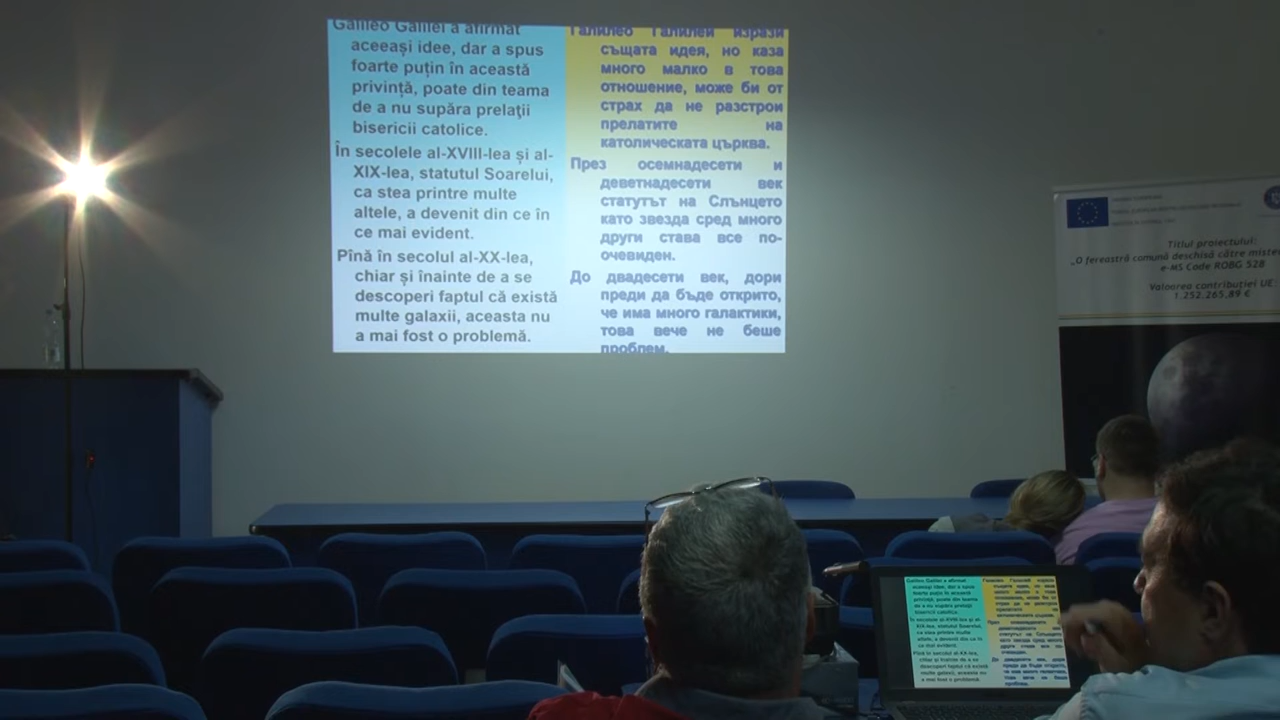 Galileo Galilei a afirmat
aceeași idee, dar a spus
foarte puțin în această
privință, poate din teama
de a nu supăra prelații
bisericii catolice.
În secolele al-XVIII-lea și al-
XIX-lea, statutul Soarelui,
ca stea printre multe
altele, a devenit din ce în
ce mai evident.
Pînă în secolul al-XX-lea,
chiar și înainte de a se
descoperi faptul că există
multe galaxii, aceasta nu
a mai fost o problemă.
Галилео Галилей изрази
същата идея, но каза
много малко в това
отношение, може би от
страх да не разстрои
прелатите на
католическата църква.
През осемнадесети и
деветнадесети век
статутът на Слънцето
като звезда сред много
други става все по-
очевиден.
До двадесети век, дори
преди да бъде открито,
че има много галактики,
това вече не беше
проблем.
Titlul proiectului:
„O fereastră comună deschisă către
e-MS Code ROBG 528
Valoarea contribuției UE:
1.252.265,89 €